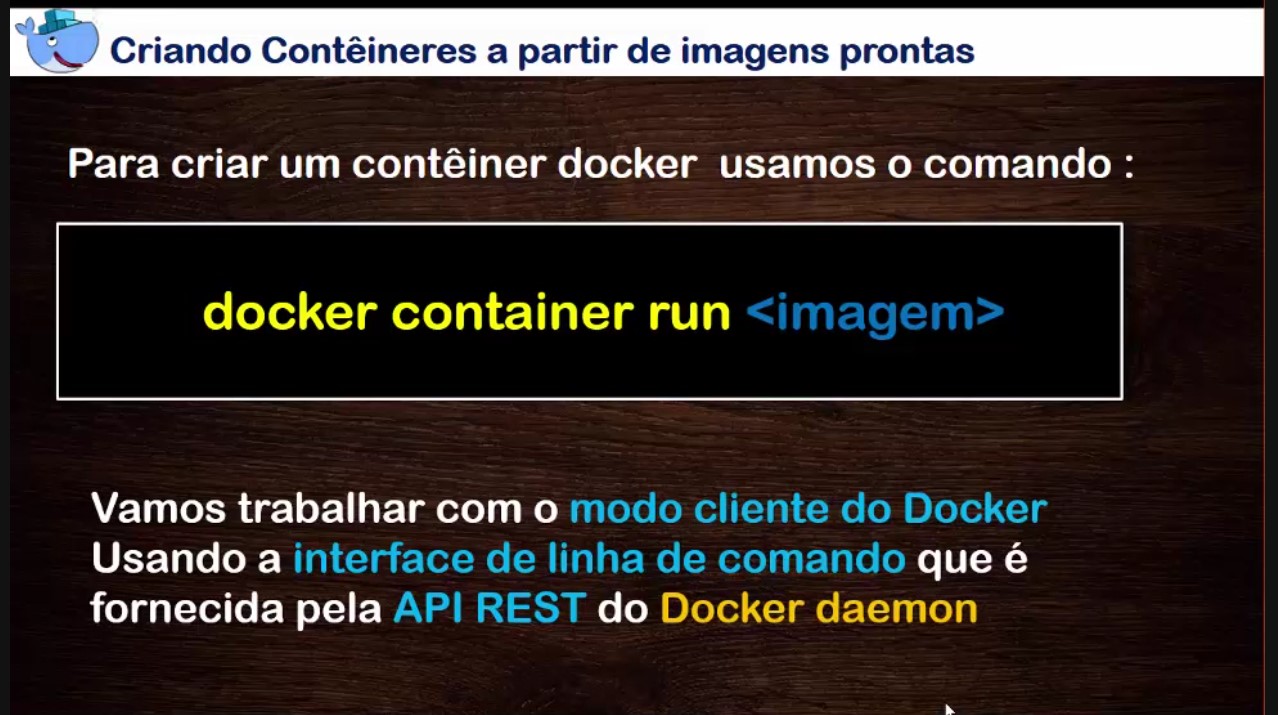 Criando Contêineres a partir de imagens prontas
Para criar um contêiner docker usamos o comando :
docker container run <imagem>
Vamos trabalhar com o modo cliente do Docker
Usando a interface de linha de comando que é
fornecida pela API REST do Docker daemon